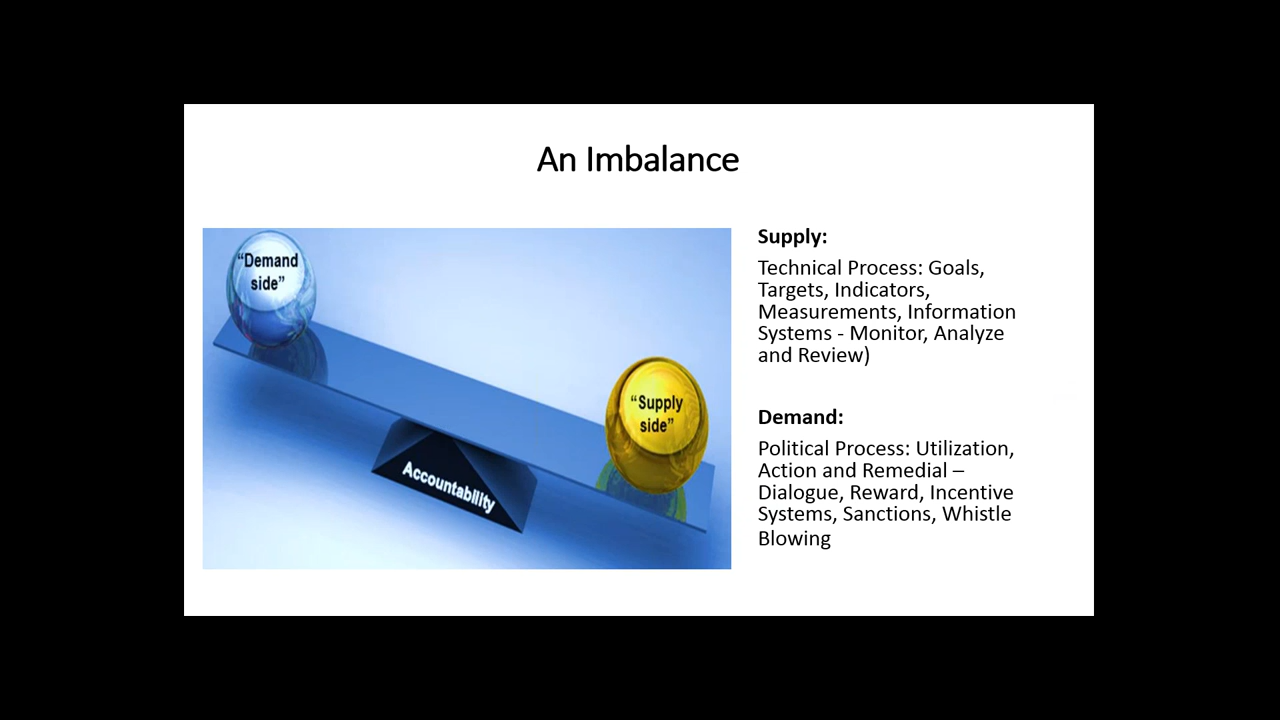 An Imbalance
“Demand
side”
“Supply
side”
Accountability
Supply:
Technical Process: Goals,
Targets, Indicators,
Measurements, Information
Systems - Monitor, Analyze
and Review)
Demand:
Political Process: Utilization,
Action and Remedial –
Dialogue, Reward, Incentive
Systems, Sanctions, Whistle
Blowing